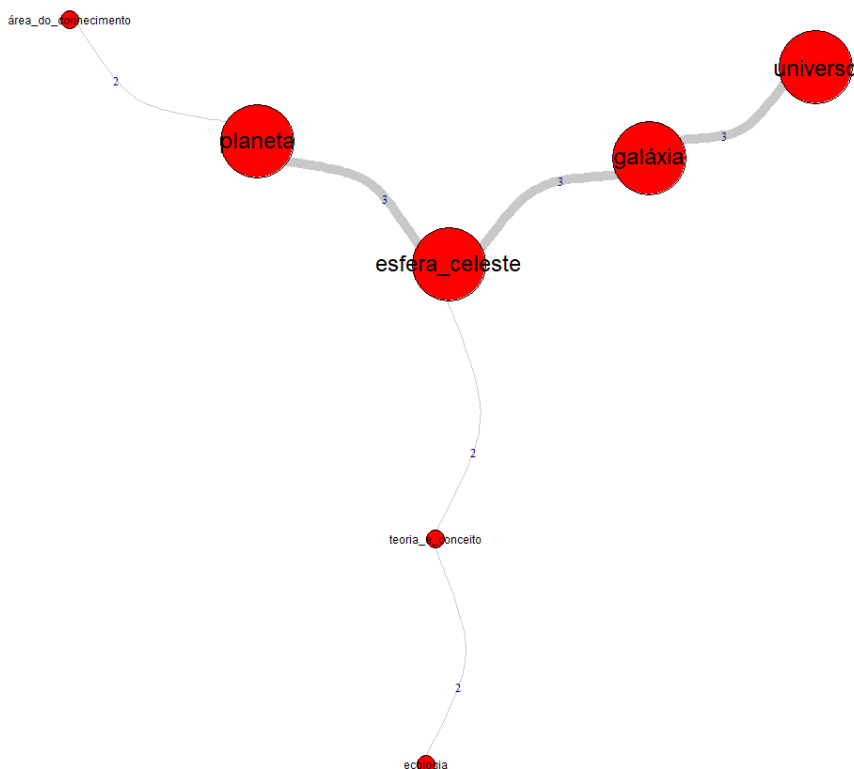 área_do_conhecimento
universo
2
3
planeta
galáxia
3
3
esfera_celeste
2
teoria_e_conceito
2
ecologia